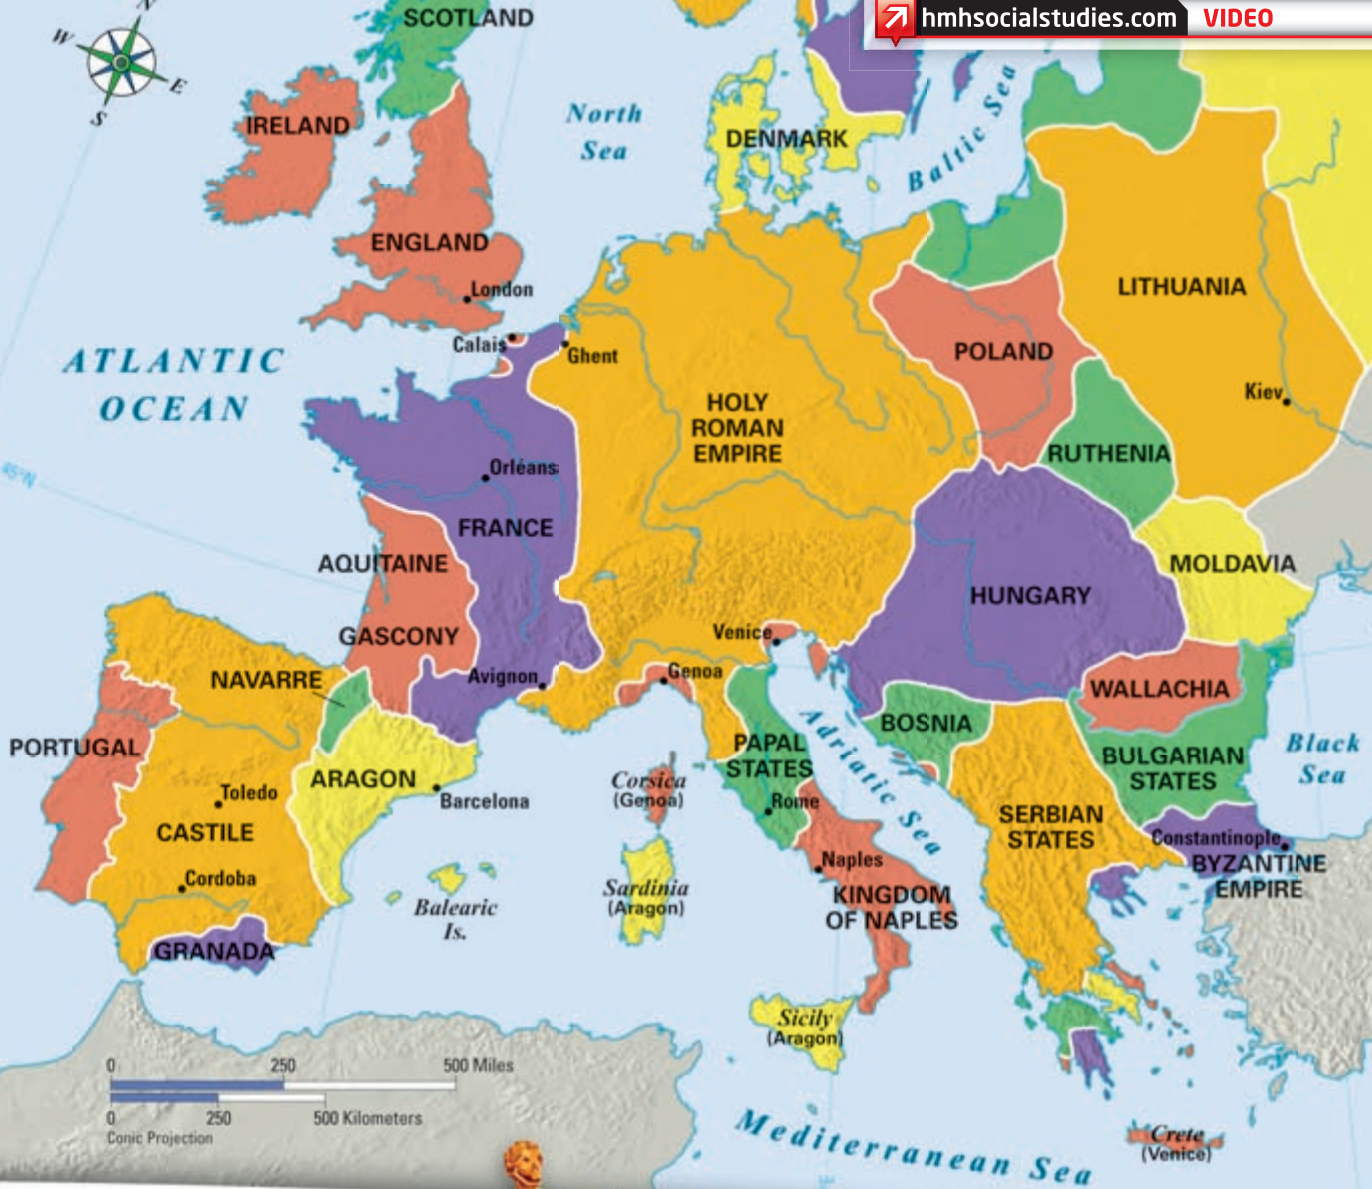 hmhsocialstudies.com VIDEO
N
W
E
S
SCOTLAND
IRELAND
North
Sea
DENMARK
Baltic Sea
ENGLAND
London
LITHUANIA
ATLANTIC
OCEAN
Calais
Ghent
POLAND
Kiev
HOLY
ROMAN
EMPIRE
RUTHENIA
45°N
Orléans
FRANCE
AQUITAINE
MOLDAVIA
HUNGARY
GASCONY
Venice
Genoa
Avignon
NAVARRE
WALLACHIA
BOSNIA
Adriatic Sea
PORTUGAL
PAPAL
STATES
BULGARIAN
STATES
Black
Sea
ARAGON
Barcelona
Corsica
(Genoa)
Toledo
Rome
CASTILE
SERBIAN
STATES
Constantinople
BYZANTINE
EMPIRE
Cordoba
Naples
KINGDOM
OF NAPLES
Balearic
Is.
Sardinia
(Aragon)
GRANADA
Sicily
(Aragon)
0 250 500 Miles
0 250 500 Kilometers
Conic Projection
Mediterranean Sea
Crete
(Venice)